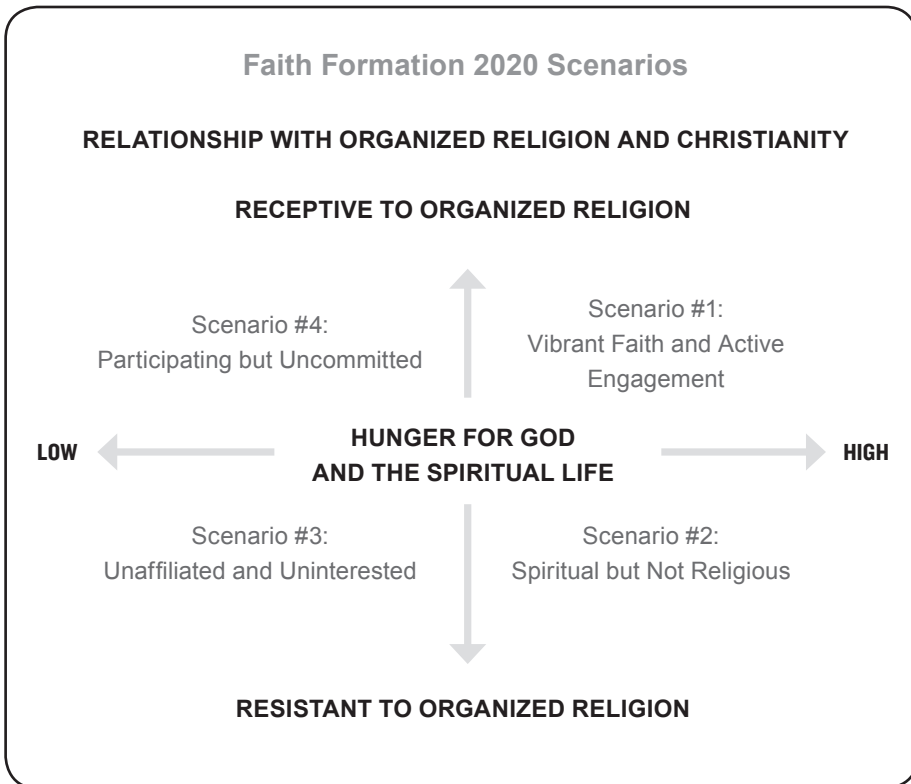 Faith Formation 2020 Scenarios
RELATIONSHIP WITH ORGANIZED RELIGION AND CHRISTIANITY
RECEPTIVE TO ORGANIZED RELIGION
Scenario #4:
Participating but Uncommitted
Scenario #1:
Vibrant Faith and Active
Engagement
LOW
HUNGER FOR GOD
AND THE SPIRITUAL LIFE
HIGH
Scenario #3:
Unaffiliated and Uninterested
Scenario #2:
Spiritual but Not Religious
RESISTANT TO ORGANIZED RELIGION